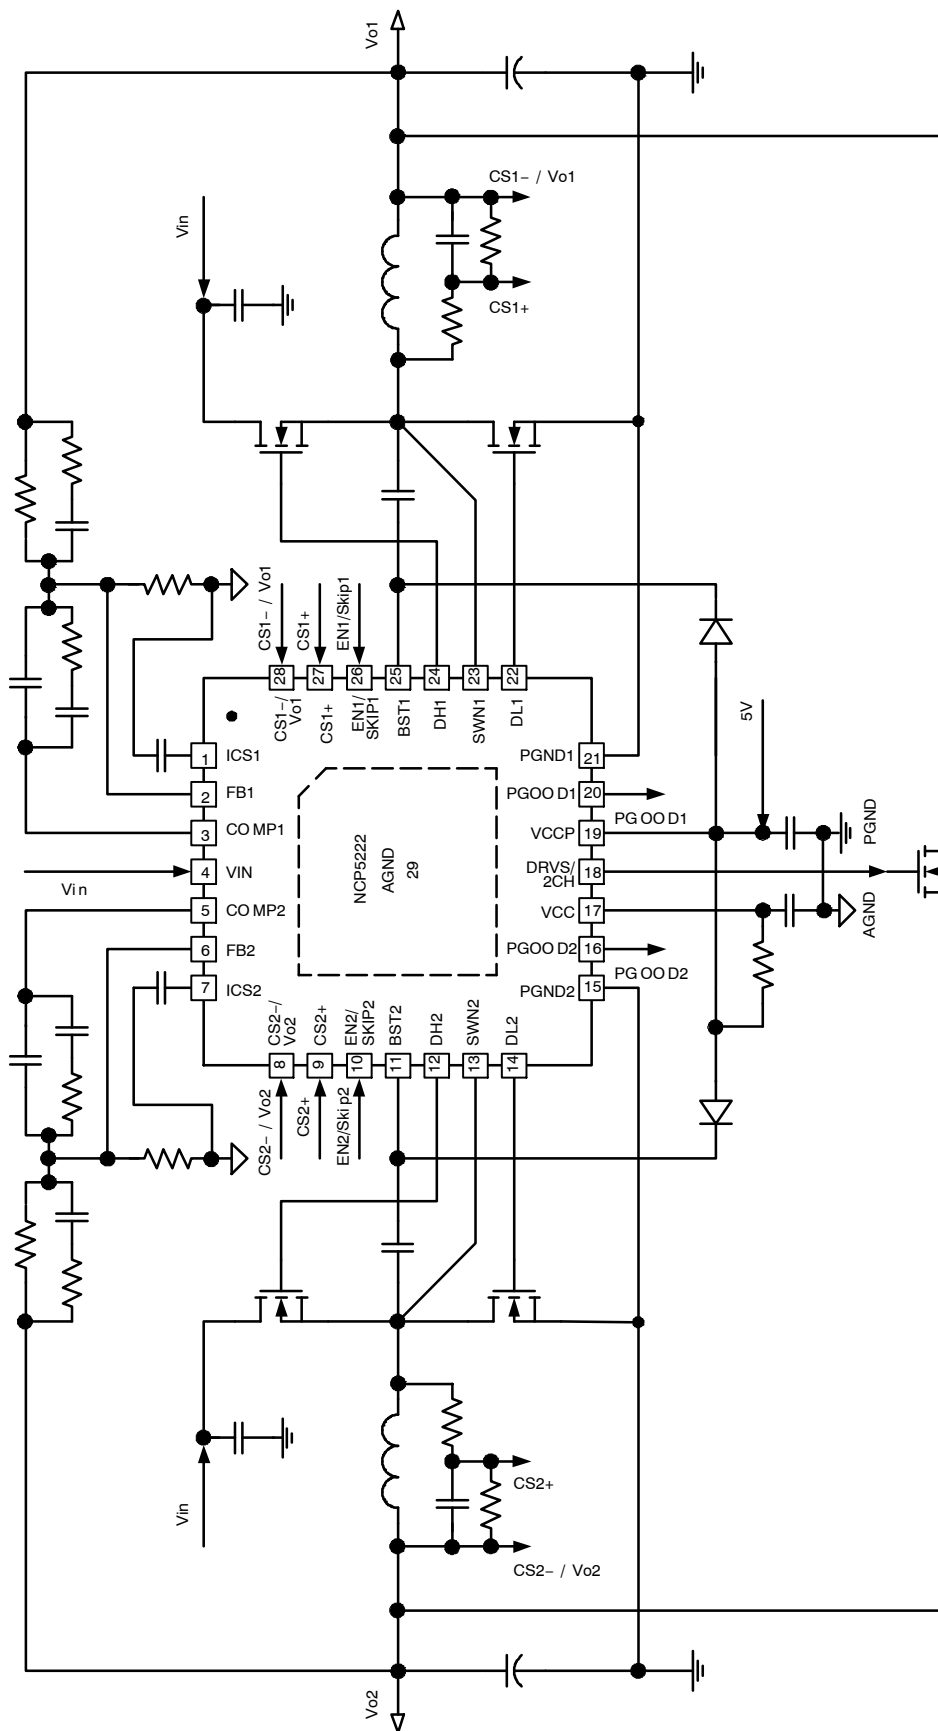 Vo1
CS1− / Vo1
Vin
CS1+
CS1− / Vo1
CS1+
EN1/Skip1
28
27
26
25
24
23
22
CS1−/
Vo1
CS1+
EN1/
SKIP1
BST1
DH1
SWN1
DL1
1
ICS1
PGND1
21
2
FB1
PGOOD1
20
PGOOD1
3
COMP1
VCCP
19
5V
PGND
4
VIN
Vin
DRVS/
2CH
18
NCP5222
AGND
29
5
COMP2
VCC
17
AGND
6
FB2
PGOOD2
16
PGOOD2
7
ICS2
PGND2
15
CS2−/
Vo2
CS2+
EN2/
SKIP2
BST2
DH2
SWN2
DL2
8
9
10
11
12
13
14
CS2− / Vo2
CS2+
EN2/Skip2
Vin
CS2+
CS2− / Vo2
Vo2